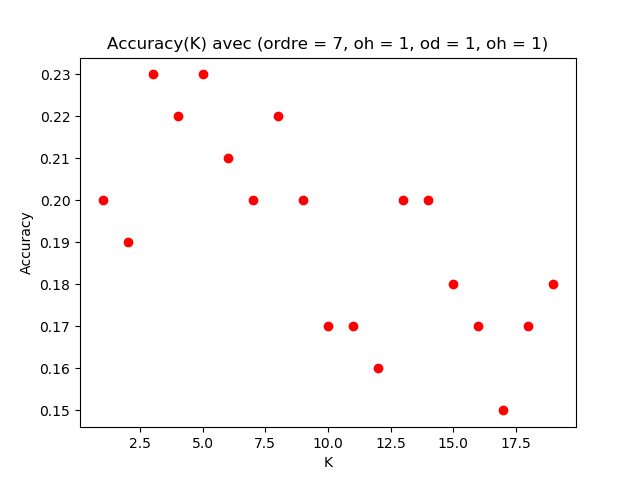 Accuracy(K) avec (ordre = 7, oh = 1, od = 1, oh = 1)
0.23
0.22
0.21
0.20
0.19
0.18
0.17
0.16
0.15
Accuracy
2.5 5.0 7.5 10.0 12.5 15.0 17.5
K